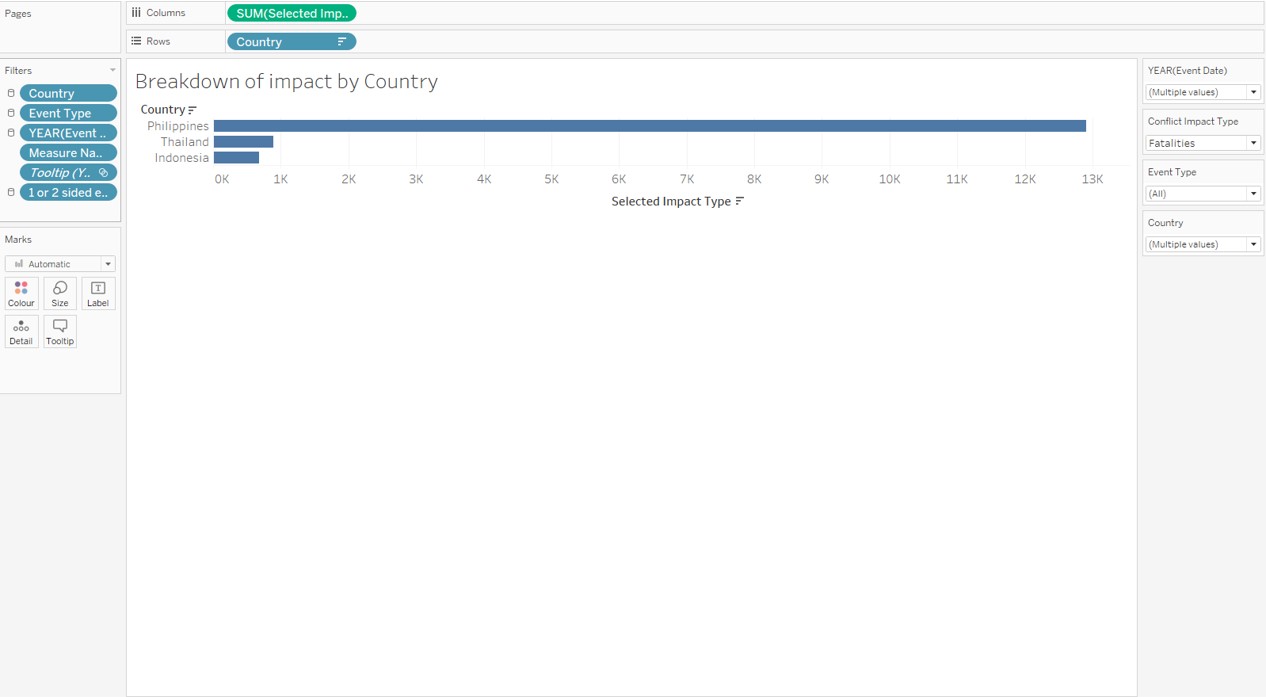 Pages
Columns
SUM(Selected Imp..
Rows
Country
Filters
Country
Event Type
YEAR(Event ..
Measure Na..
Tooltip (Y..
1 or 2 sided e..
Marks
Automatic
Colour
Size
Label
Detail
Tooltip
Breakdown of impact by Country
Country
Philippines
Thailand
Indonesia
0K 1K 2K 3K 4K 5K 6K 7K 8K 9K 10K 11K 12K 13K
Selected Impact Type
YEAR(Event Date)
(Multiple values)
Conflict Impact Type
Fatalities
Event Type
(All)
Country
(Multiple values)